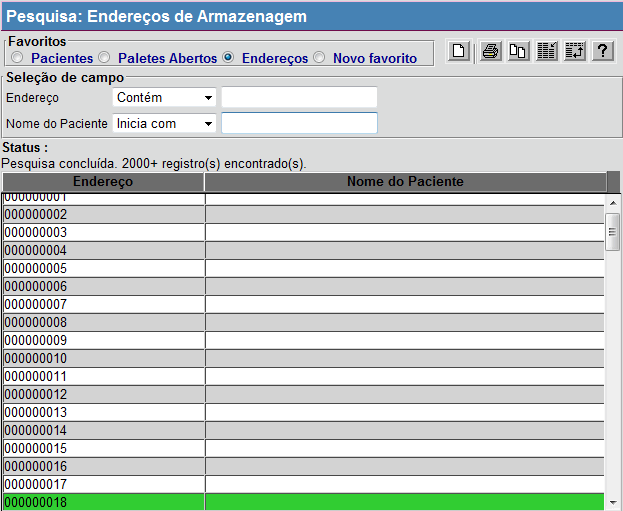 Pesquisa: Endereços de Armazenagem
Favoritos
Pacientes Paletes Abertos Endereços Novo favorito ?
Seleção de campo
Endereço Contém
Nome do Paciente Inicia com
Status :
Pesquisa concluída. 2000+ registro(s) encontrado(s).
Endereço Nome do Paciente
000000001
000000002
000000003
000000004
000000005
000000006
000000007
000000008
000000009
000000010
000000011
000000012
000000013
000000014
000000015
000000016
000000017
000000018